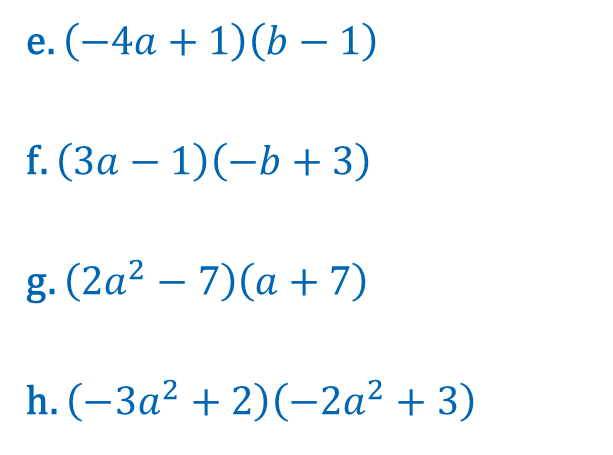 e. (−4a + 1)(b − 1)
f. (3a − 1)(−b + 3)
g. (2a² − 7)(a + 7)
h. (−3a² + 2)(−2a² + 3)